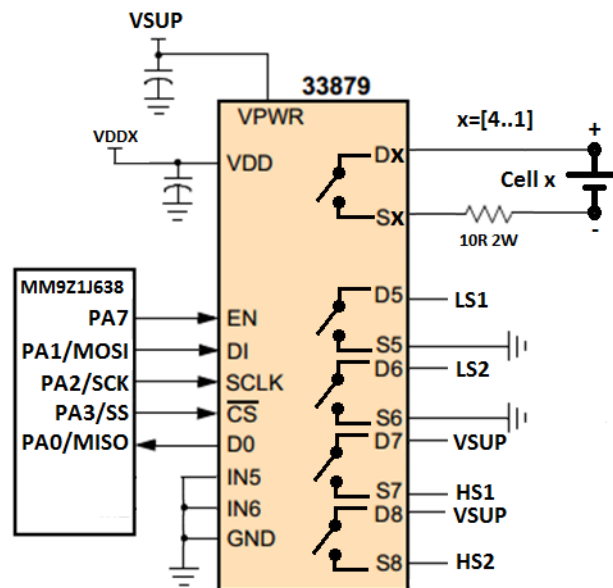 VSUP
33879
VPWR
x=[4..1]
VDDX
VDD
Dx
+
Cell x
Sx
-
10R 2W
MM9Z1J638
D5
LS1
PA7
EN
PA1/MOSI
DI
S5
D6
LS2
PA2/SCK
SCLK
PA3/SS
CS
S6
PA0/MISO
D0
D7
VSUP
IN5
S7
HS1
IN6
D8
VSUP
GND
S8
HS2